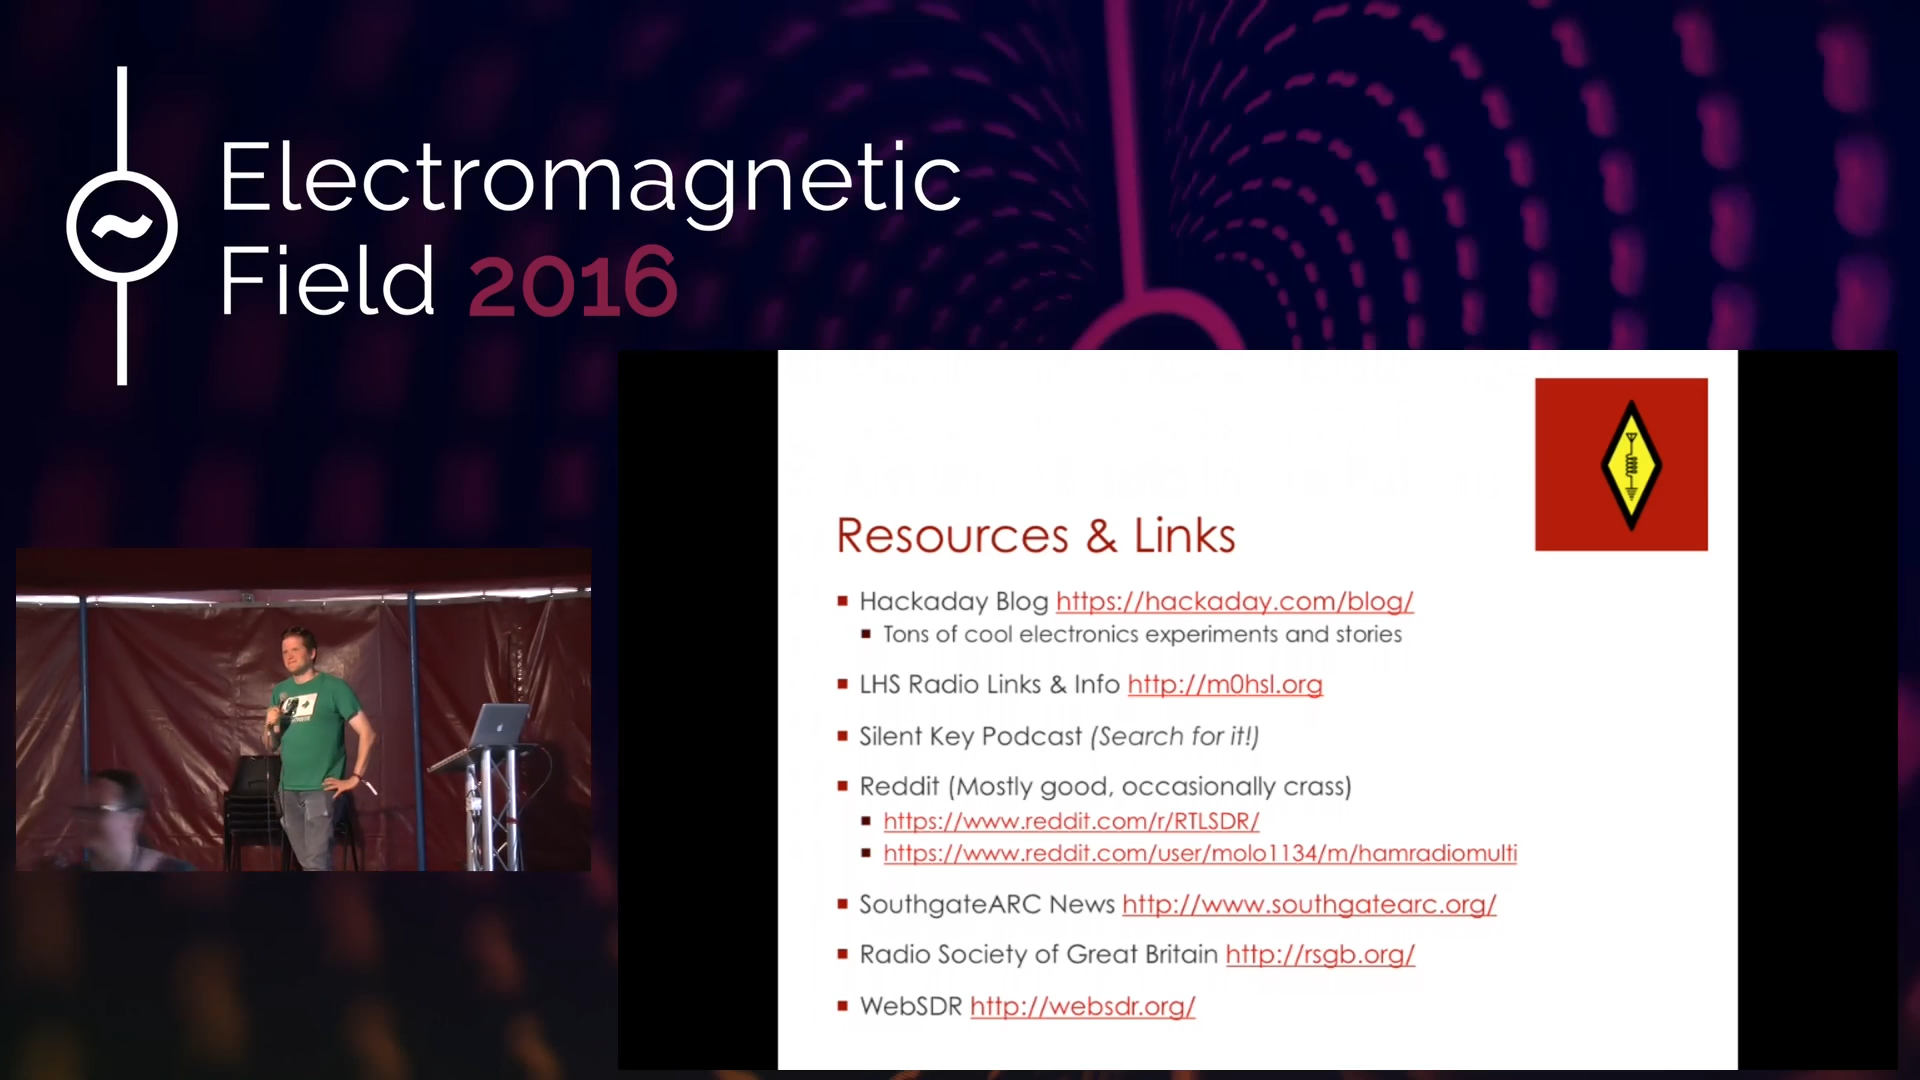 Electromagnetic
Field 2016
Resources & Links
Hackaday Blog https://hackaday.com/blog/
Tons of cool electronics experiments and stories
LHS Radio Links & Info http://m0hsl.org
Silent Key Podcast (Search for it!)
Reddit (Mostly good, occasionally crass)
https://www.reddit.com/r/RTLSDR/
https://www.reddit.com/user/molo1134/m/hamradiomulti
SouthgateARC News http://www.southgatearc.org/
Radio Society of Great Britain http://rsgb.org/
WebSDR http://websdr.org/